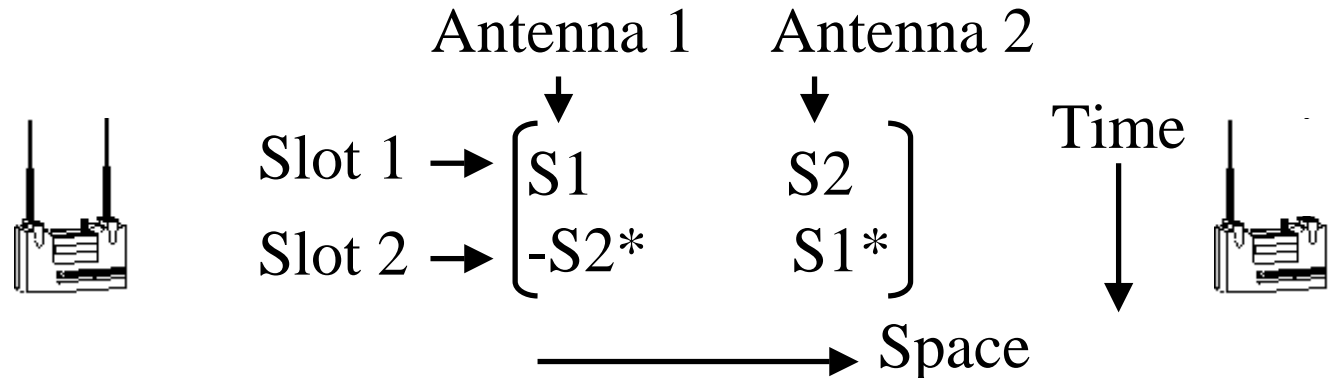 Antenna 1 Antenna 2
Slot 1 S1 S2 Time
Slot 2 -S2* S1*
Space